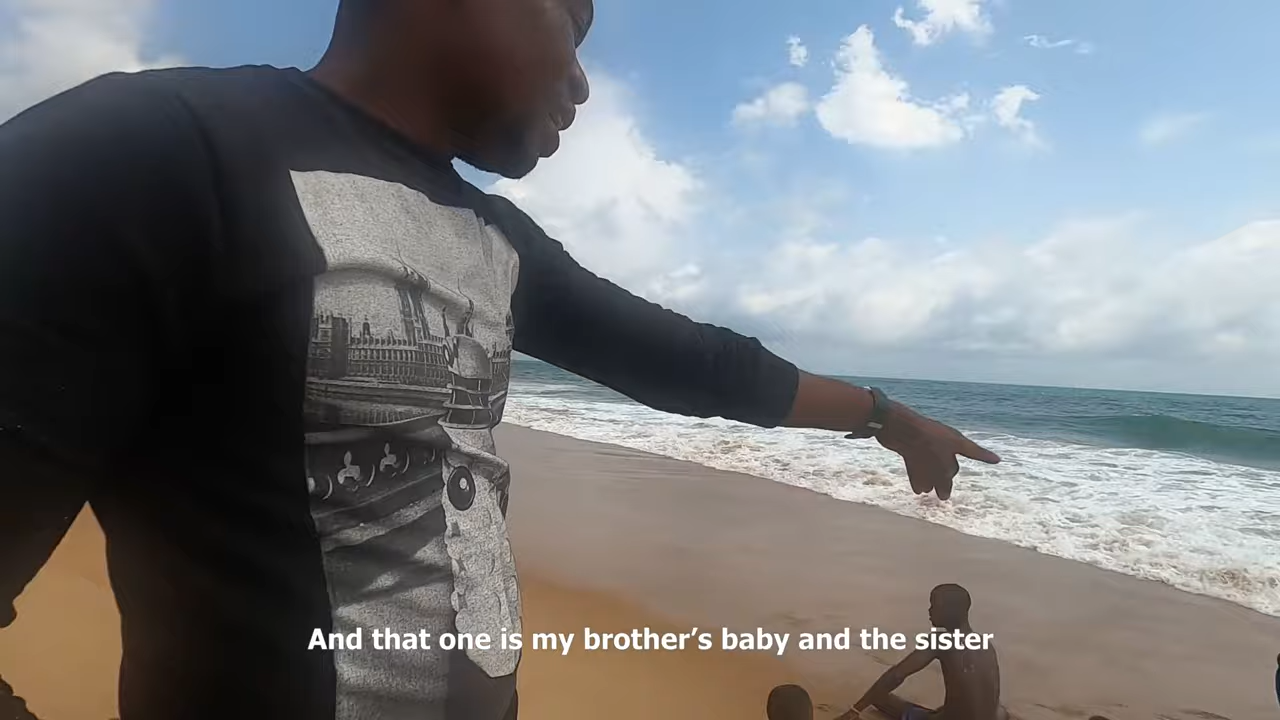 And that one is my brother’s baby and the sister